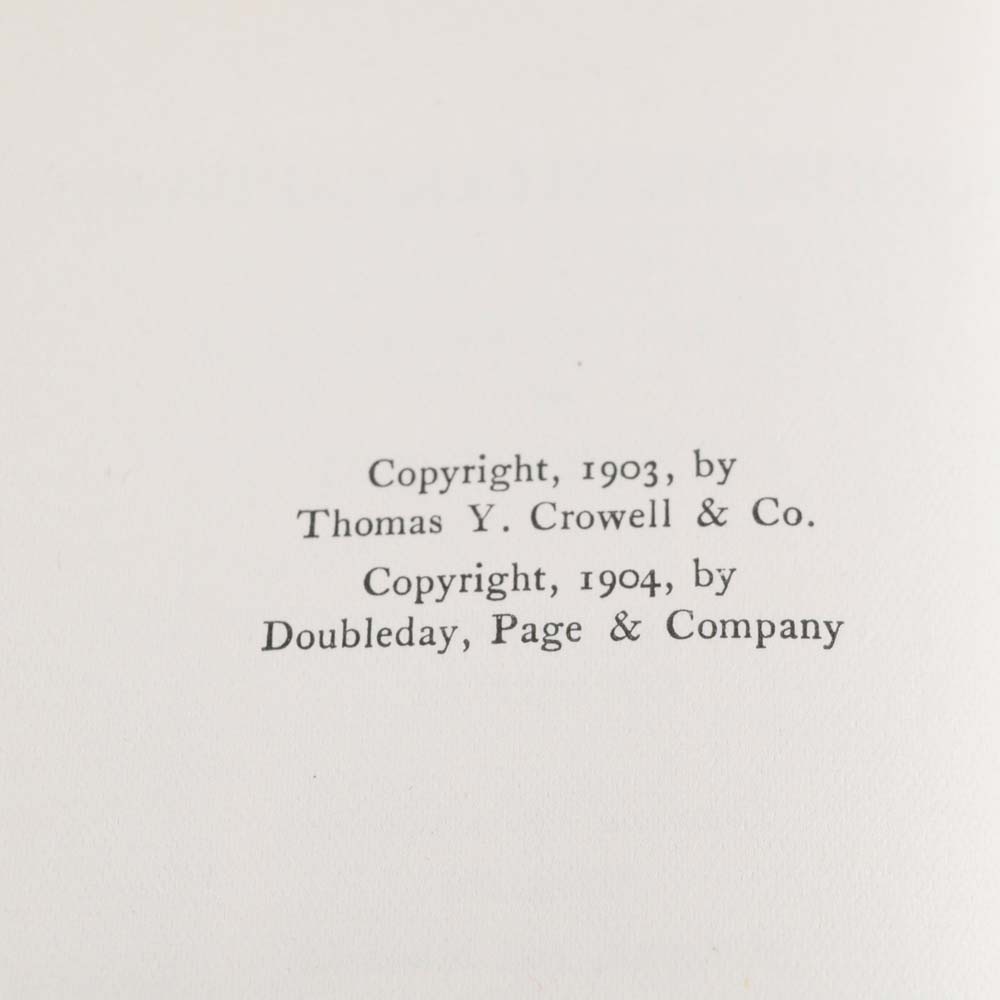 Copyright, 1903, by
Thomas Y. Crowell & Co.
Copyright, 1904, by
Doubleday, Page & Company